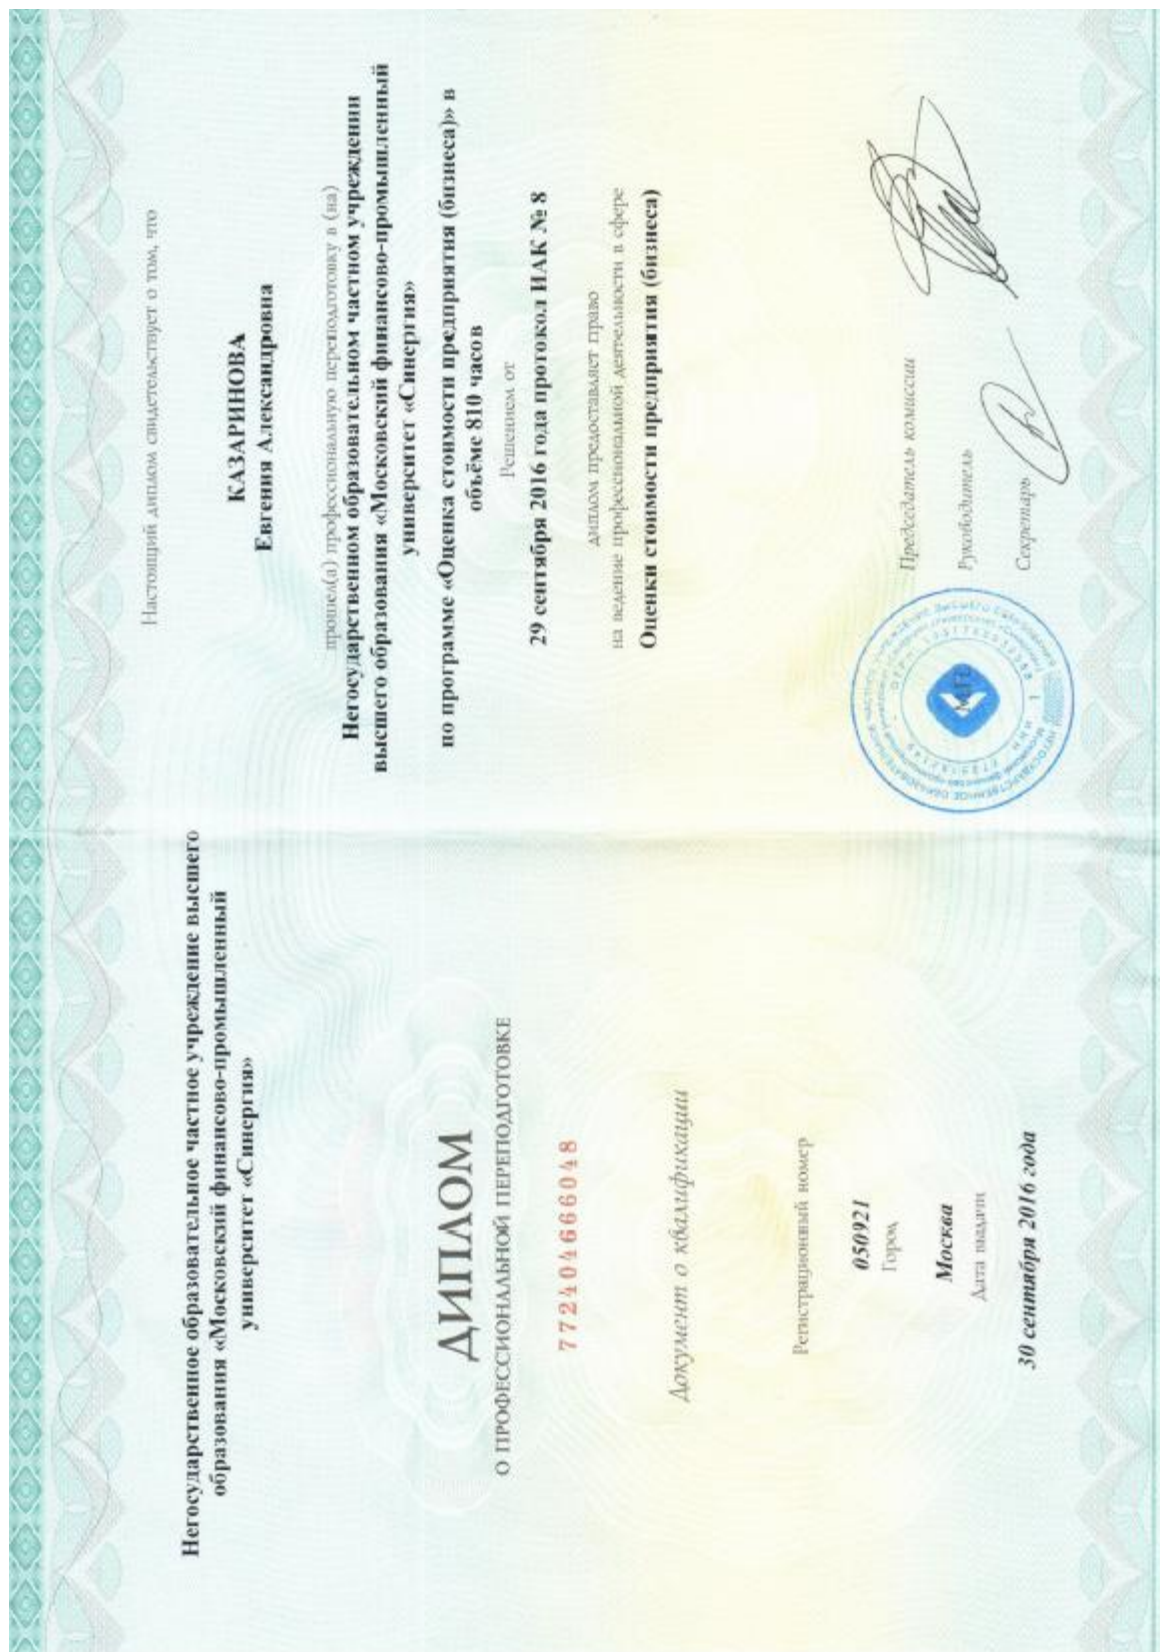 Негосударственное образовательное частное учреждение высшего
образования «Московский финансово-промышленный
университет «Синергия»
ДИПЛОМ
О ПРОФЕССИОНАЛЬНОЙ ПЕРЕПОДГОТОВКЕ
772404666048
Документ о квалификации
Регистрационный номер
050921
Город
Москва
Дата выдачи
30 сентября 2016 года
Настоящий диплом свидетельствует о том, что
КАЗАРИНОВА
Евгения Александровна
прошел(а) профессиональную переподготовку в (на)
Негосударственном образовательном частном учреждении
высшего образования «Московский финансово-промышленный
университет «Синергия»
по программе «Оценка стоимости предприятия (бизнеса)» в
объёме 810 часов
Решением от
29 сентября 2016 года протокол ИАК № 8
диплом предоставляет право
на ведение профессиональной деятельности в сфере
Оценки стоимости предприятия (бизнеса)
Председатель комиссии
Руководитель
Секретарь